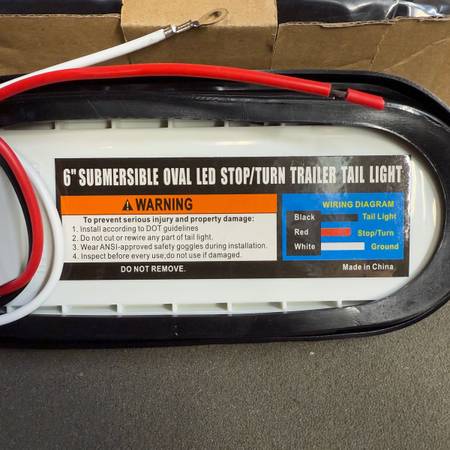 6" SUBMERSIBLE OVAL LED STOP/TURN TRAILER TAIL LIGHT
WARNING
To prevent serious injury and property damage:
1. Install according to DOT guidelines
2. Do not cut or rewire any part of tail light.
3. Wear ANSI-approved safety goggles during installation.
4. Inspect before every use;do not use if damaged.
DO NOT REMOVE.
WIRING DIAGRAM
Black Tail Light
Red Stop/Turn
White Ground
Made in China